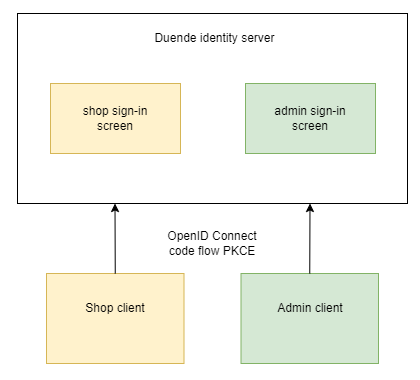 Duende identity server
shop sign-in
screen
admin sign-in
screen
OpenID Connect
code flow PKCE
Shop client
Admin client